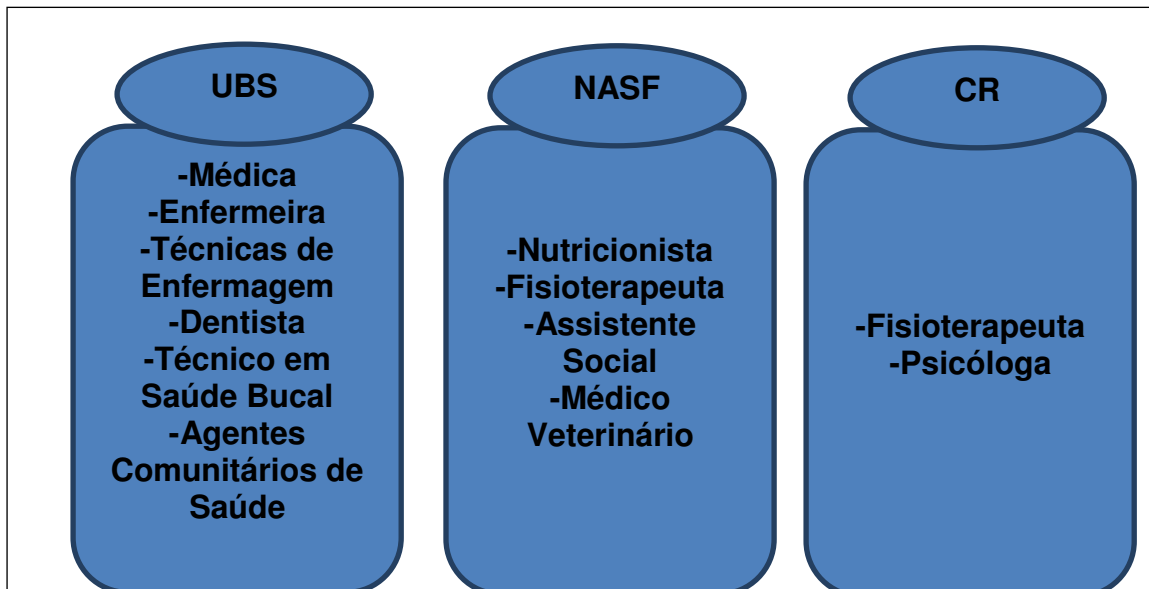 UBS
-Médica
-Enfermeira
-Técnicas de
Enfermagem
-Dentista
-Técnico em
Saúde Bucal
-Agentes
Comunitários de
Saúde
NASF
-Nutricionista
-Fisioterapeuta
-Assistente
Social
-Médico
Veterinário
CR
-Fisioterapeuta
-Psicóloga